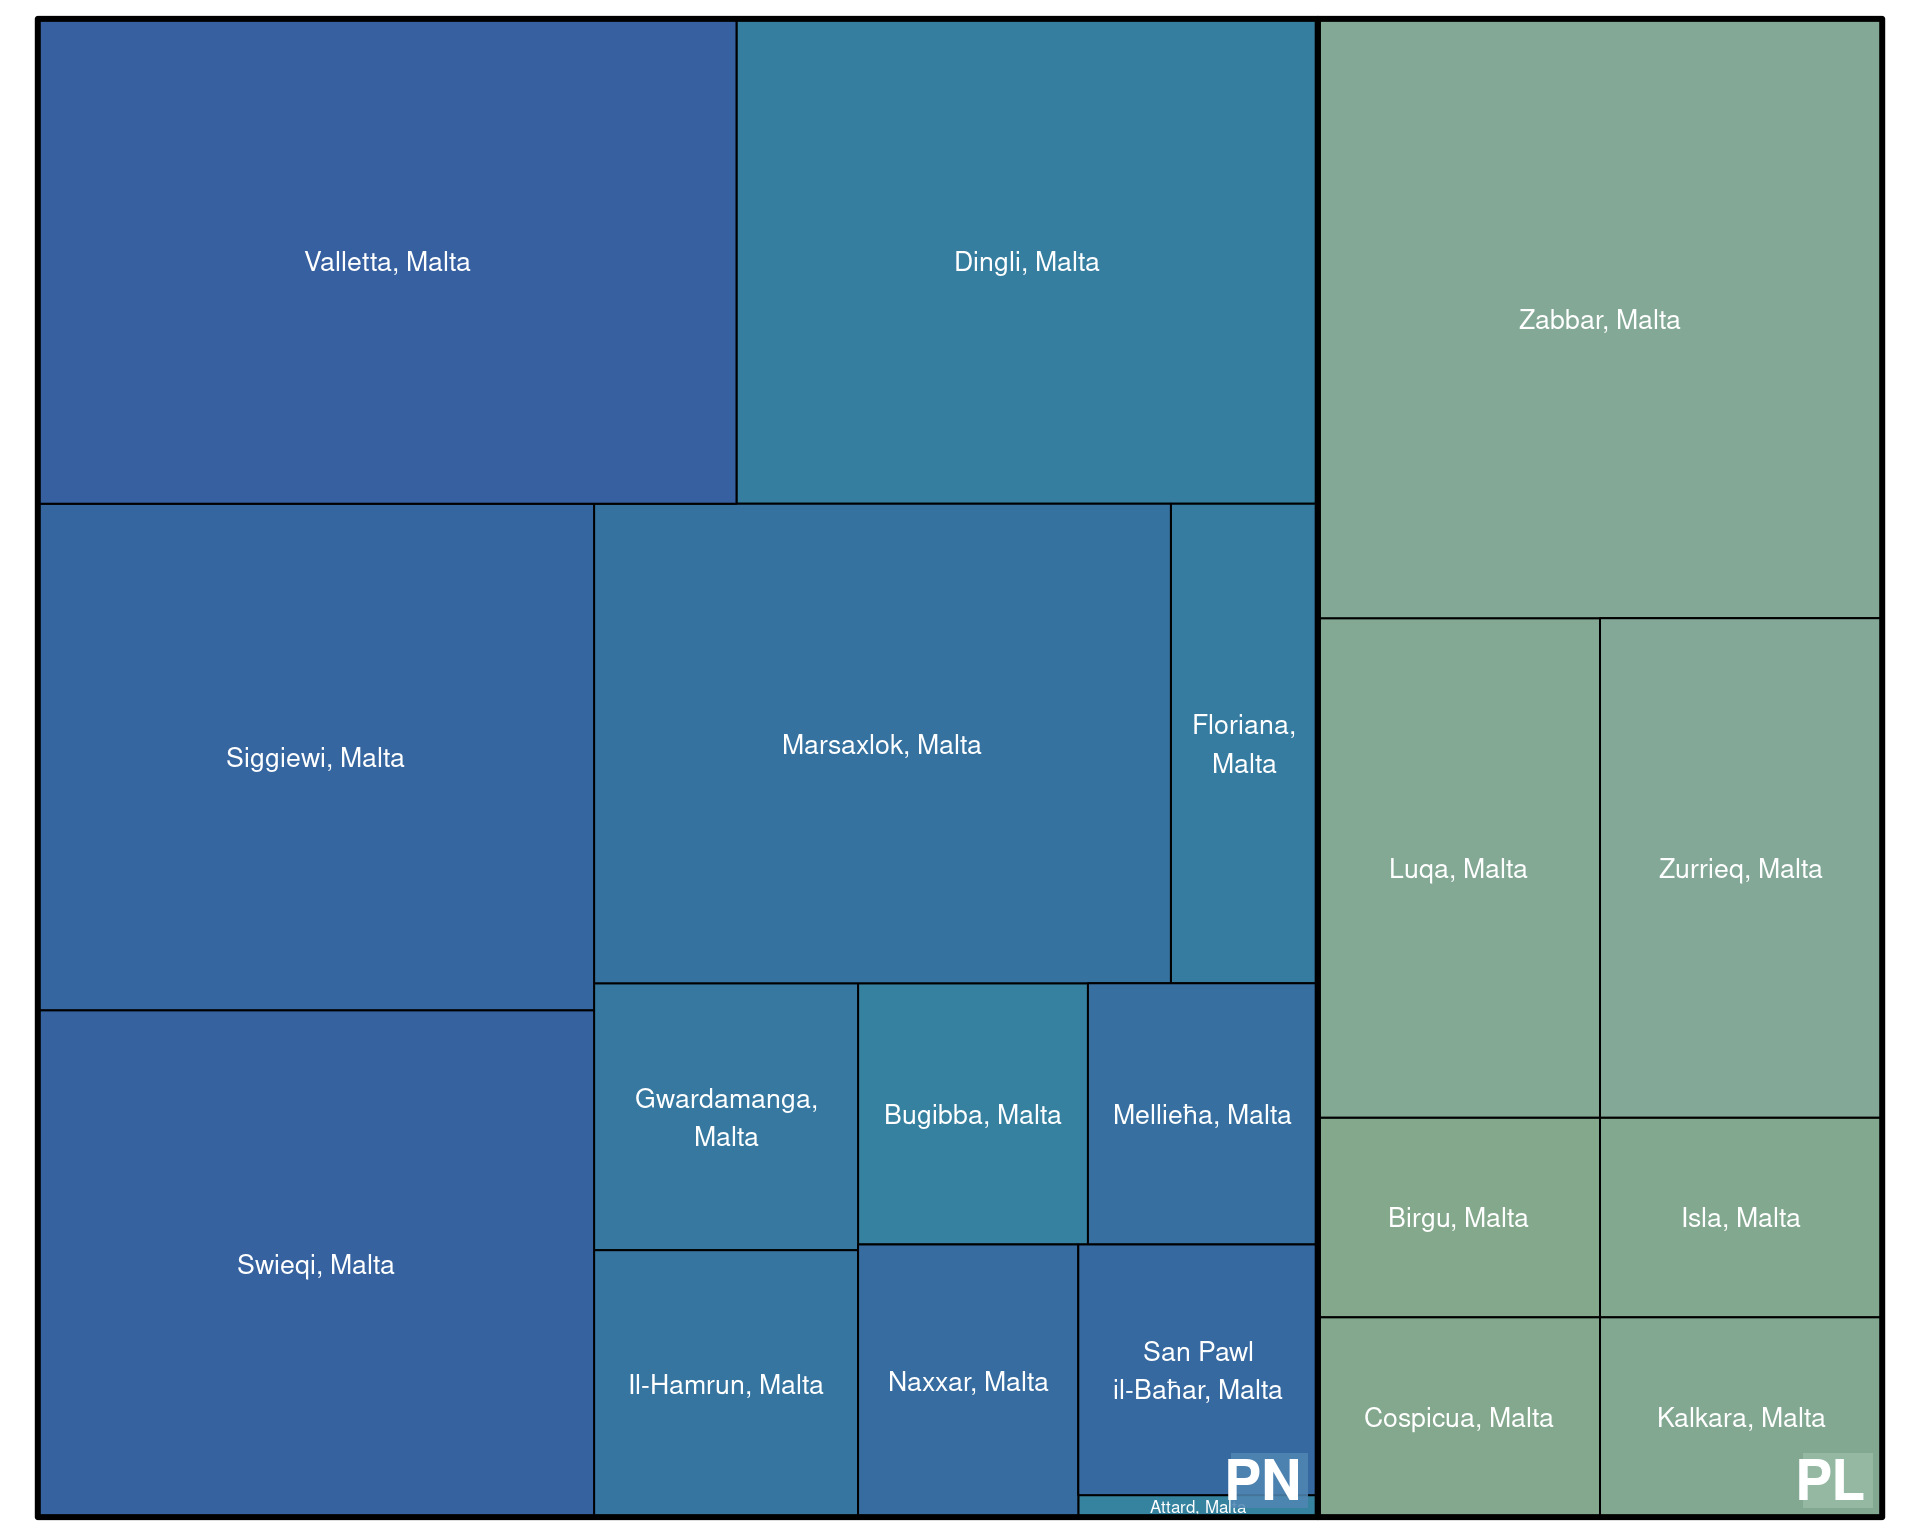 Valletta, Malta
Dingli, Malta
Zabbar, Malta
Siggiewi, Malta
Marsaxlok, Malta
Floriana,
Malta
Luqa, Malta
Zurrieq, Malta
Gwardamanga,
Malta
Bugibba, Malta
Mellieħa, Malta
Birgu, Malta
Isla, Malta
Swieqi, Malta
Il-Hamrun, Malta
Naxxar, Malta
San Pawl
il-Baħar, Malta
Cospicua, Malta
Kalkara, Malta
PN
PL
Attard, Malta